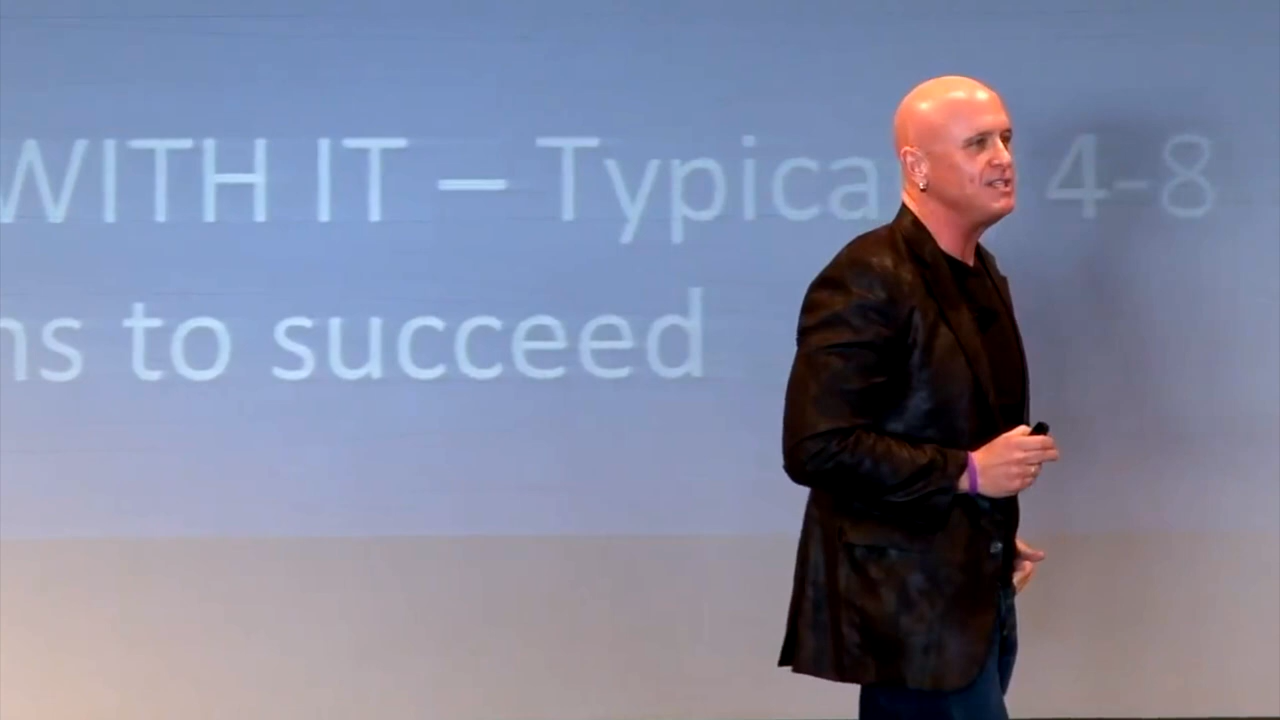 WITH IT – Typica 4-8
ns to succeed